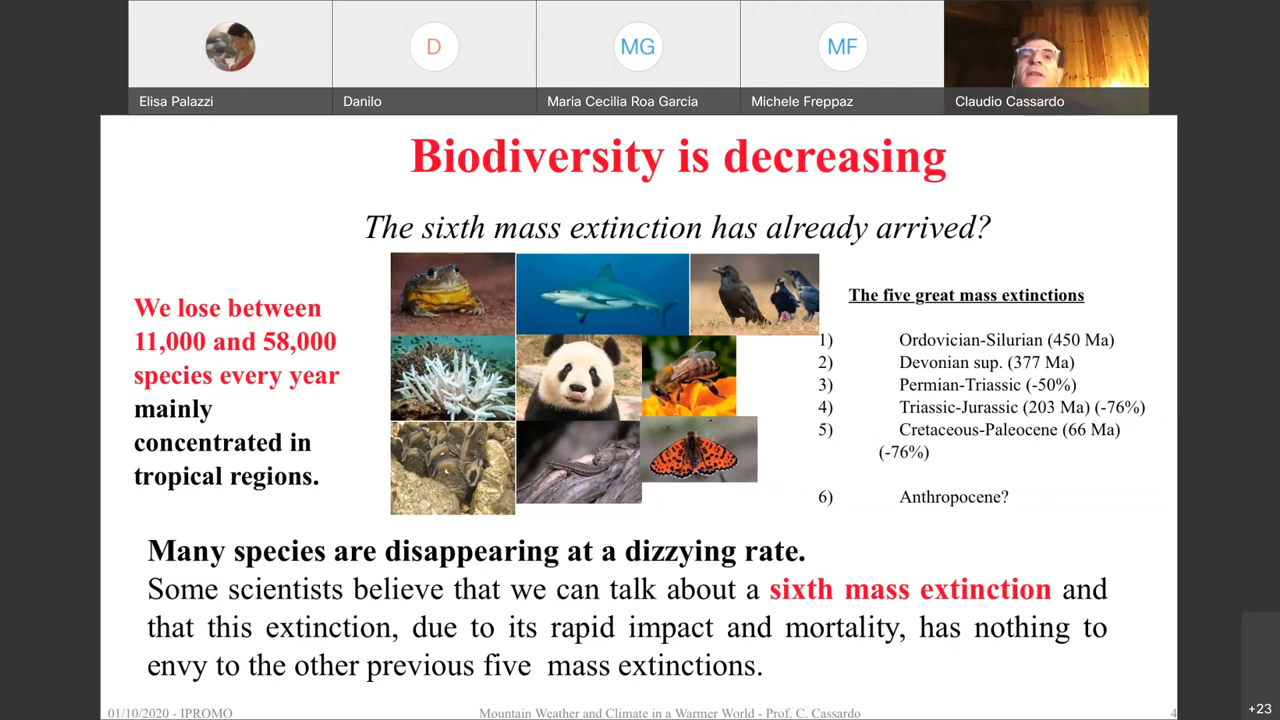 D
MG
MF
Elisa Palazzi
Danilo
Maria Cecilia Roa Garcia
Michele Freppaz
Claudio Cassardo
Biodiversity is decreasing
The sixth mass extinction has already arrived?
We lose between
11,000 and 58,000
species every year
mainly
concentrated in
tropical regions.
The five great mass extinctions
1) Ordovician-Silurian (450 Ma)
2) Devonian sup. (377 Ma)
3) Permian-Triassic (-50%)
4) Triassic-Jurassic (203 Ma) (-76%)
5) Cretaceous-Paleocene (66 Ma)
(-76%)
6) Anthropocene?
Many species are disappearing at a dizzying rate.
Some scientists believe that we can talk about a sixth mass extinction and
that this extinction, due to its rapid impact and mortality, has nothing to
envy to the other previous five mass extinctions.
01/10/2020 - IPROMO
Mountain Weather and Climate in a Warmer World - Prof. C. Cassardo
4
+23